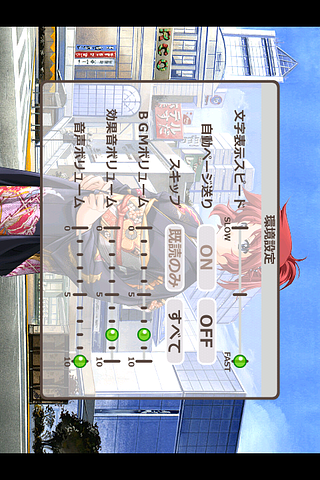 環境設定
文字表示スピード
SLOW
FAST
自動ページ送り
ON
OFF
スキップ
既読のみ
すべて
BGMボリューム
0
5
10
効果音ボリューム
0
5
10
音声ボリューム
0
5
10